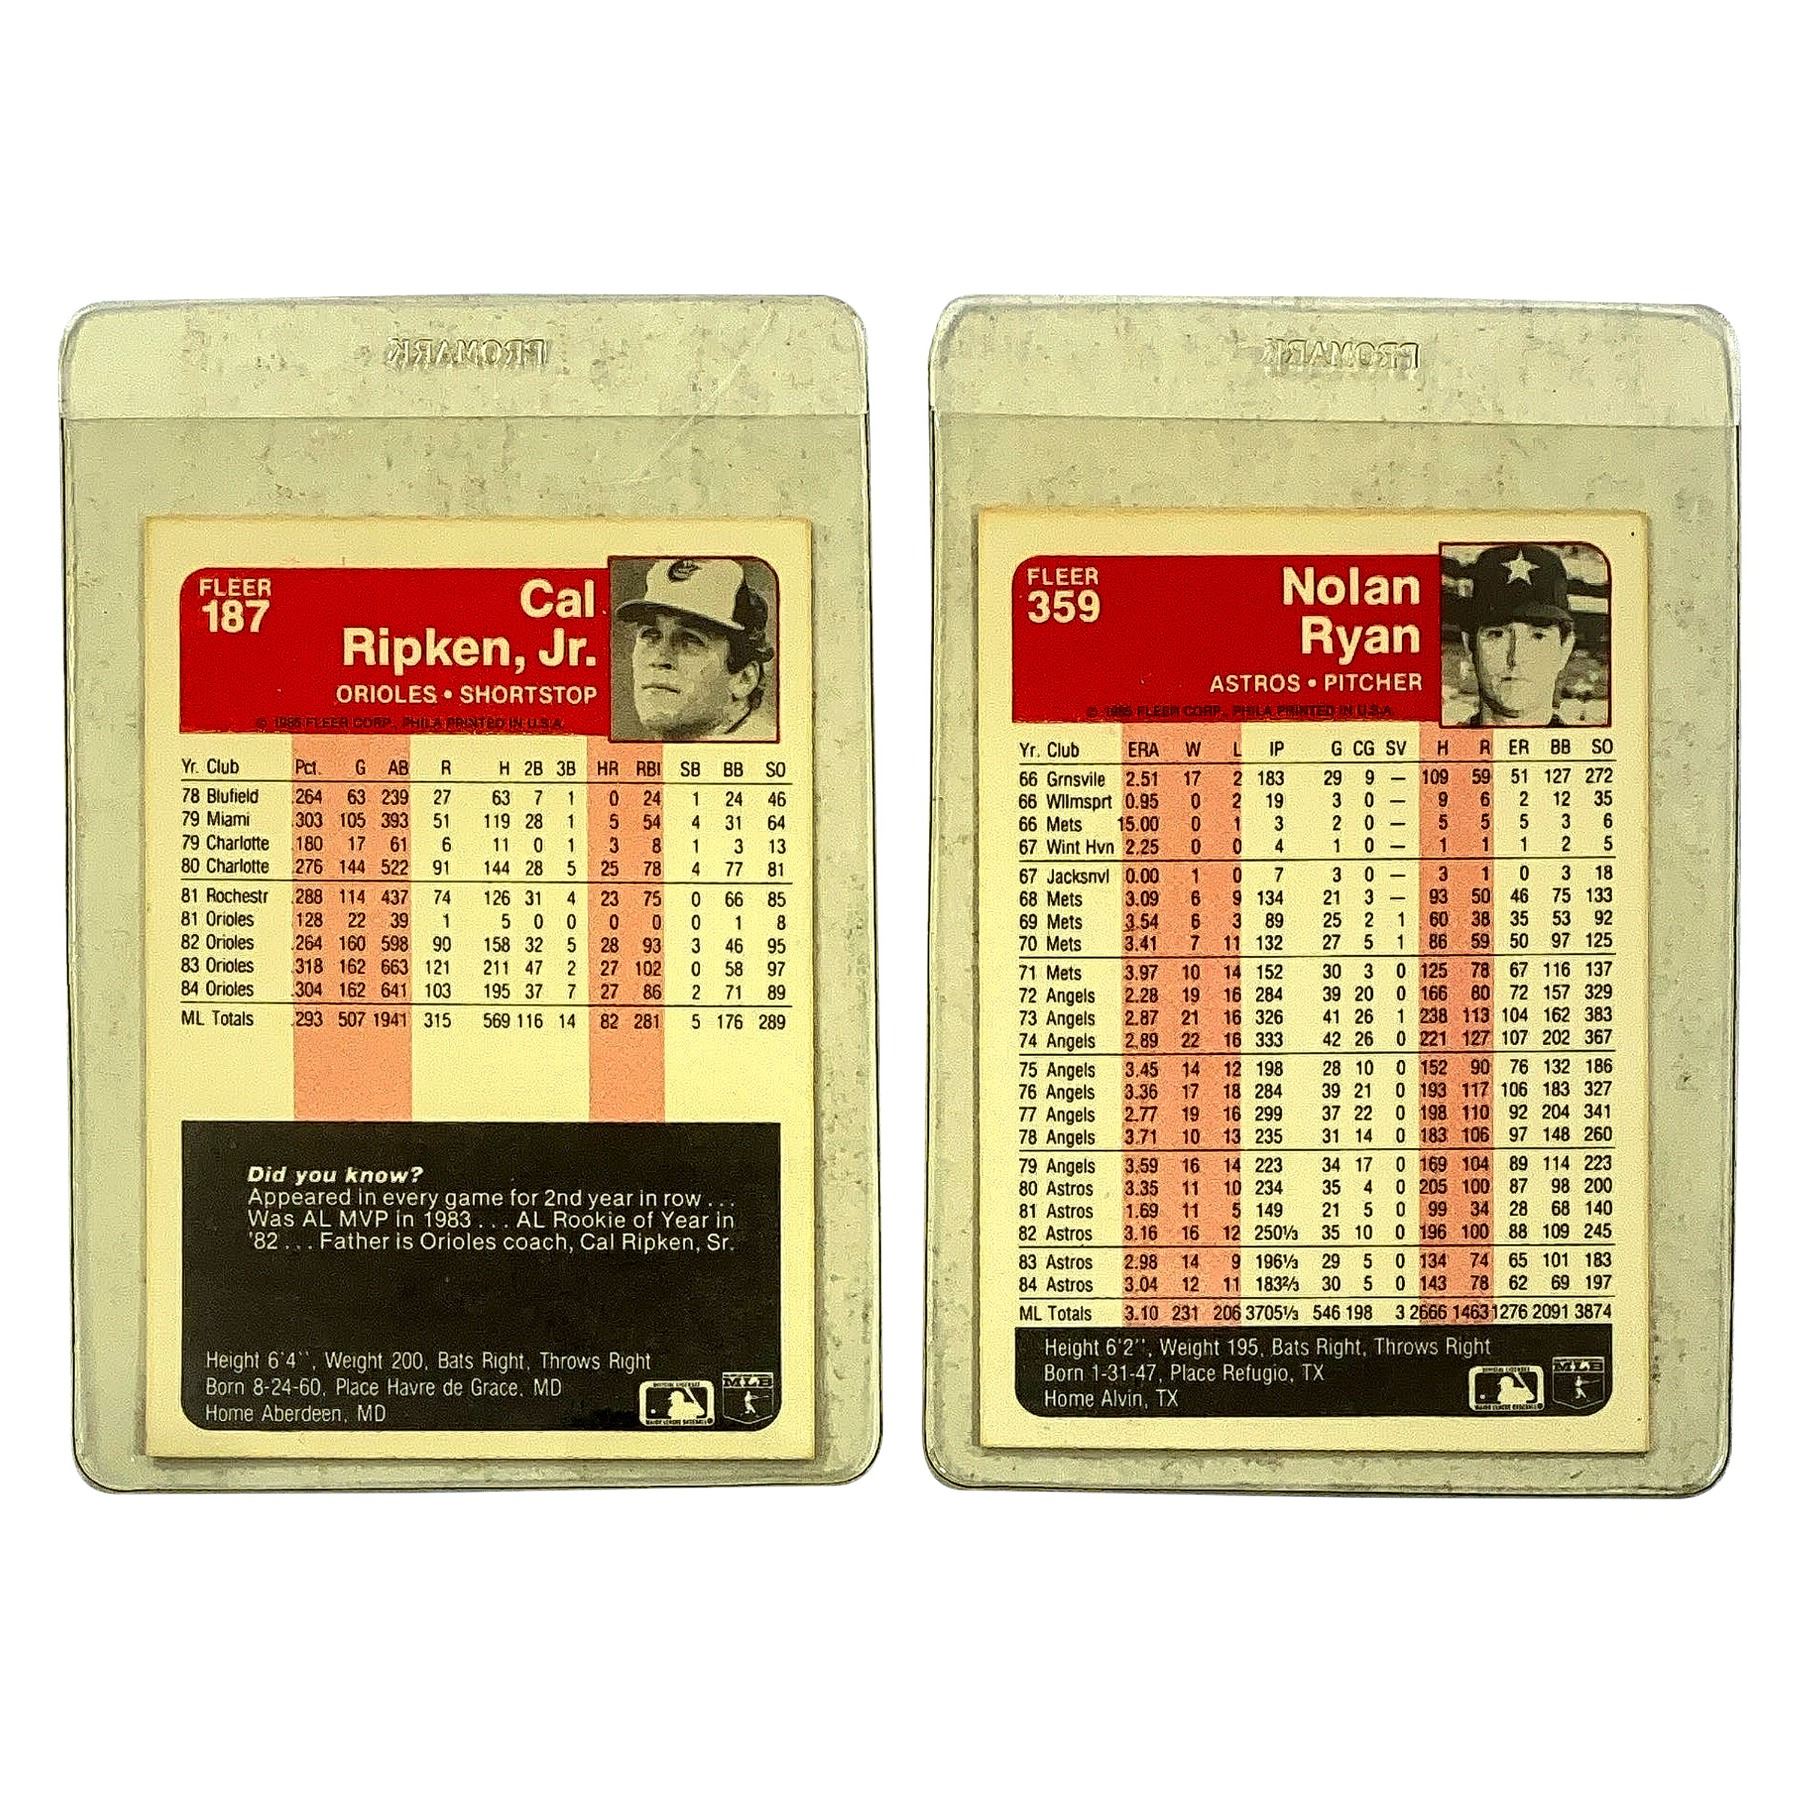 PROMARK
FLEER
187
Cal
Ripken, Jr.
ORIOLES • SHORTSTOP
© 1985 FLEER CORP., PHILA PRINTED IN U.S.A.
Yr. Club Pct. G AB R H 2B 3B HR RBI SB BB SO
78 Blufield .264 63 239 27 63 7 1 0 24 1 24 46
79 Miami .303 105 393 51 119 28 1 5 54 4 31 64
79 Charlotte .180 17 61 6 11 0 1 3 8 1 3 13
80 Charlotte .276 144 522 91 144 28 5 25 78 4 77 81
81 Rochestr .288 114 437 74 126 31 4 23 75 0 66 85
81 Orioles .128 22 39 1 5 0 0 0 0 0 1 8
82 Orioles .264 160 598 90 158 32 5 28 93 3 46 95
83 Orioles .318 162 663 121 211 47 2 27 102 0 58 97
84 Orioles .304 162 641 103 195 37 7 27 86 2 71 89
ML Totals .293 507 1941 315 569 116 14 82 281 5 176 289
Did you know?
Appeared in every game for 2nd year in row . . .
Was AL MVP in 1983 . . . AL Rookie of Year in
'82 . . . Father is Orioles coach, Cal Ripken, Sr.
Height 6'4'', Weight 200, Bats Right, Throws Right
Born 8-24-60, Place Havre de Grace, MD
Home Aberdeen, MD
MLB
PROMARK
FLEER
359
Nolan
Ryan
ASTROS • PITCHER
© 1985 FLEER CORP., PHILA PRINTED IN U.S.A.
Yr. Club ERA W L IP G CG SV H R ER BB SO
66 Grnsvile 2.51 17 2 183 29 9 — 109 59 51 127 272
66 Wllmsprt 0.95 0 2 19 3 0 — 9 6 2 12 35
66 Mets 15.00 0 1 3 2 0 — 5 5 5 3 6
67 Wint Hvn 2.25 0 0 4 1 0 — 1 1 1 2 5
67 Jacksnvl 0.00 1 0 7 3 0 — 3 1 0 3 18
68 Mets 3.09 6 9 134 21 3 — 93 50 46 75 133
69 Mets 3.54 6 3 89 25 2 1 60 38 35 53 92
70 Mets 3.41 7 11 132 27 5 1 86 59 50 97 125
71 Mets 3.97 10 14 152 30 3 0 125 78 67 116 137
72 Angels 2.28 19 16 284 39 20 0 166 80 72 157 329
73 Angels 2.87 21 16 326 41 26 1 238 113 104 162 383
74 Angels 2.89 22 16 333 42 26 0 221 127 107 202 367
75 Angels 3.45 14 12 198 28 10 0 152 90 76 132 186
76 Angels 3.36 17 18 284 39 21 0 193 117 106 183 327
77 Angels 2.77 19 16 299 37 22 0 198 110 92 204 341
78 Angels 3.71 10 13 235 31 14 0 183 106 97 148 260
79 Angels 3.59 16 14 223 34 17 0 169 104 89 114 223
80 Astros 3.35 11 10 234 35 4 0 205 100 87 98 200
81 Astros 1.69 11 5 149 21 5 0 99 34 28 68 140
82 Astros 3.16 16 12 250⅓ 35 10 0 196 100 88 109 245
83 Astros 2.98 14 9 196⅓ 29 5 0 134 74 65 101 183
84 Astros 3.04 12 11 183⅔ 30 5 0 143 78 62 69 197
ML Totals 3.10 231 206 3705⅓ 546 198 3 2666 1463 1276 2091 3874
Height 6'2'', Weight 195, Bats Right, Throws Right
Born 1-31-47, Place Refugio, TX
Home Alvin, TX
MLB